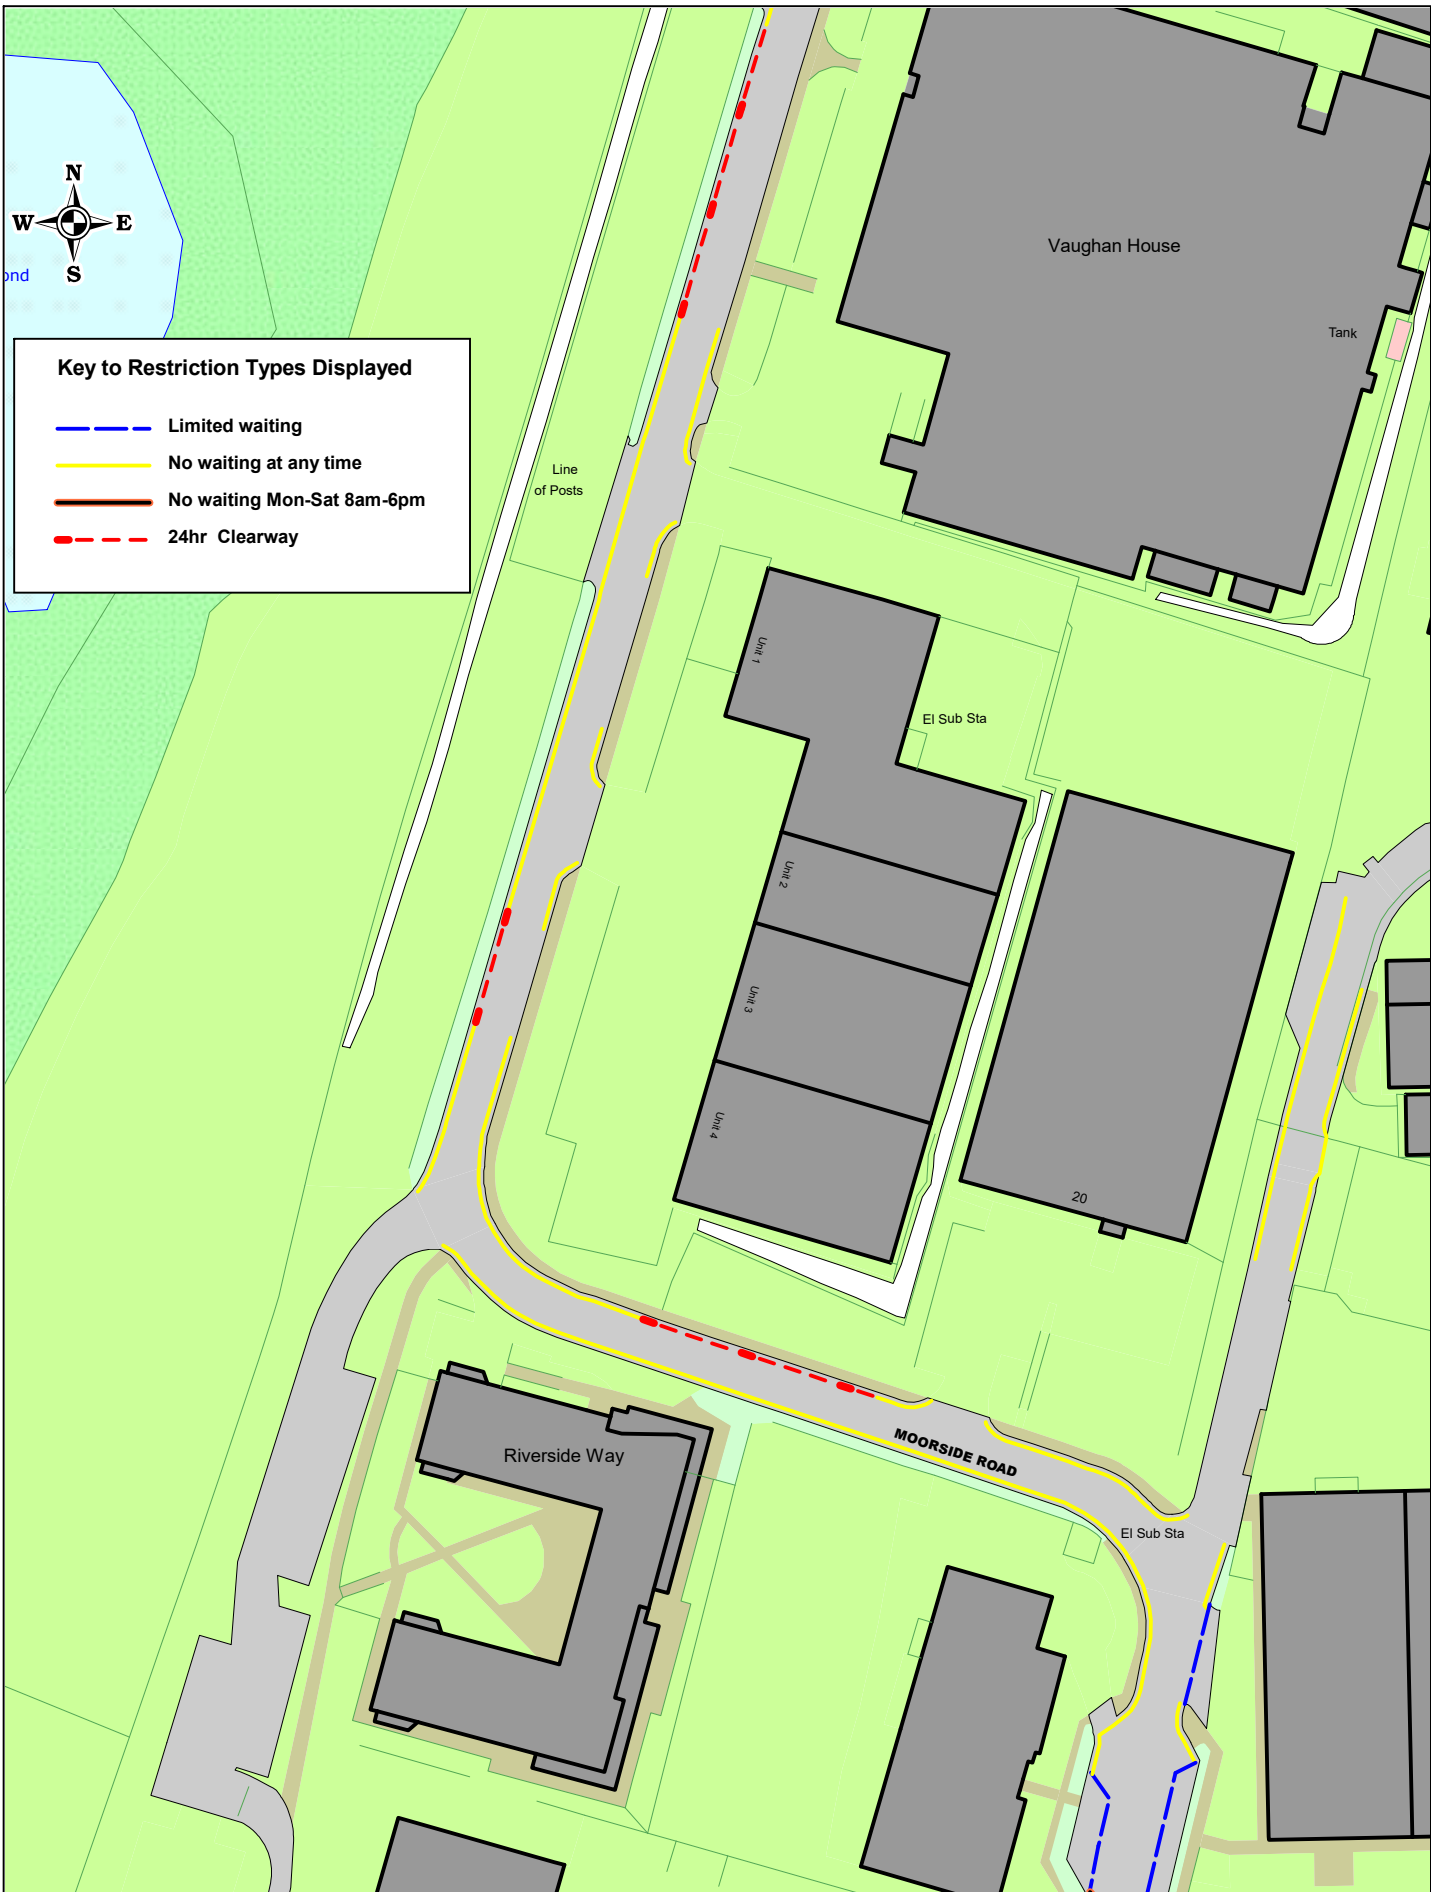 N
W E
S
ond
Vaughan House
Tank
Key to Restriction Types Displayed
Limited waiting
No waiting at any time
No waiting Mon-Sat 8am-6pm
24hr Clearway
Line
of Posts
Unit 1
El Sub Sta
Unit 2
Unit 3
Unit 4
20
MOORSIDE ROAD
Riverside Way
El Sub Sta